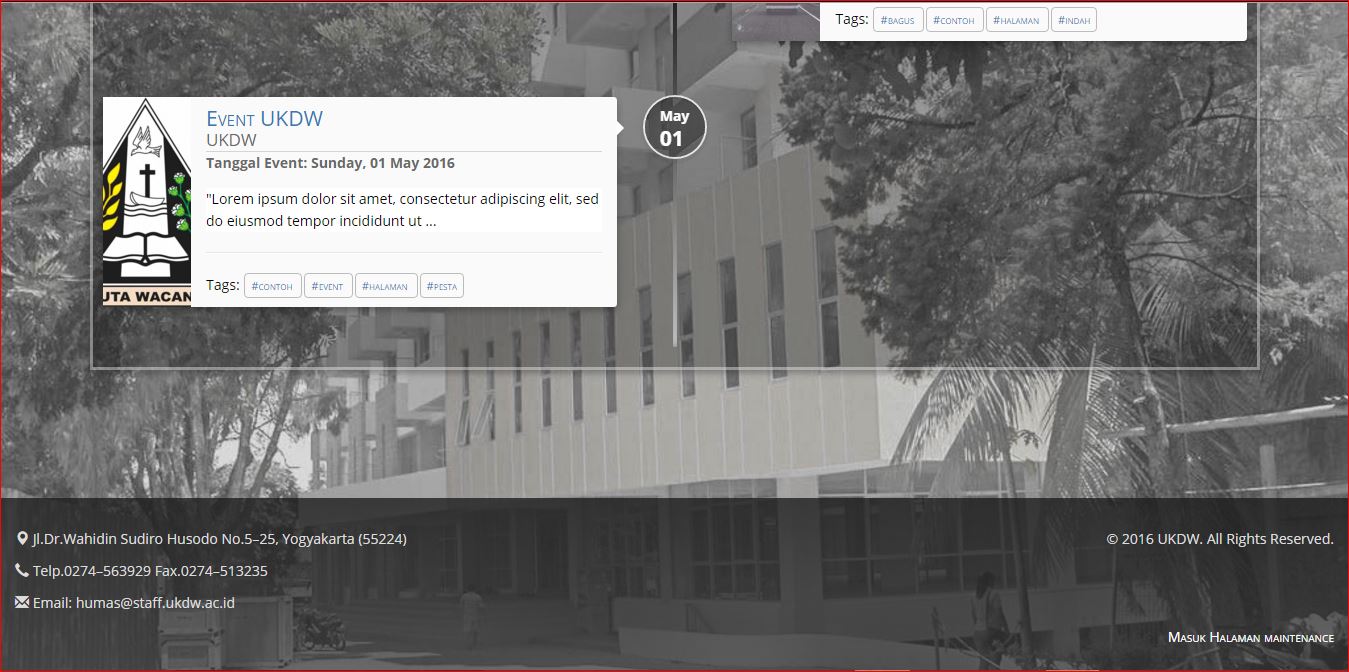 Tags: #BAGUS #CONTOH #HALAMAN #INDAH
EVENT UKDW
UKDW
Tanggal Event: Sunday, 01 May 2016
"Lorem ipsum dolor sit amet, consectetur adipiscing elit, sed
do eiusmod tempor incididunt ut ...
Tags: #CONTOH #EVENT #HALAMAN #PESTA
UTA WACAN
May
01
Jl.Dr.Wahidin Sudiro Husodo No.5–25, Yogyakarta (55224)
Telp.0274–563929 Fax.0274–513235
Email: humas@staff.ukdw.ac.id
© 2016 UKDW. All Rights Reserved.
MASUK HALAMAN MAINTENANCE